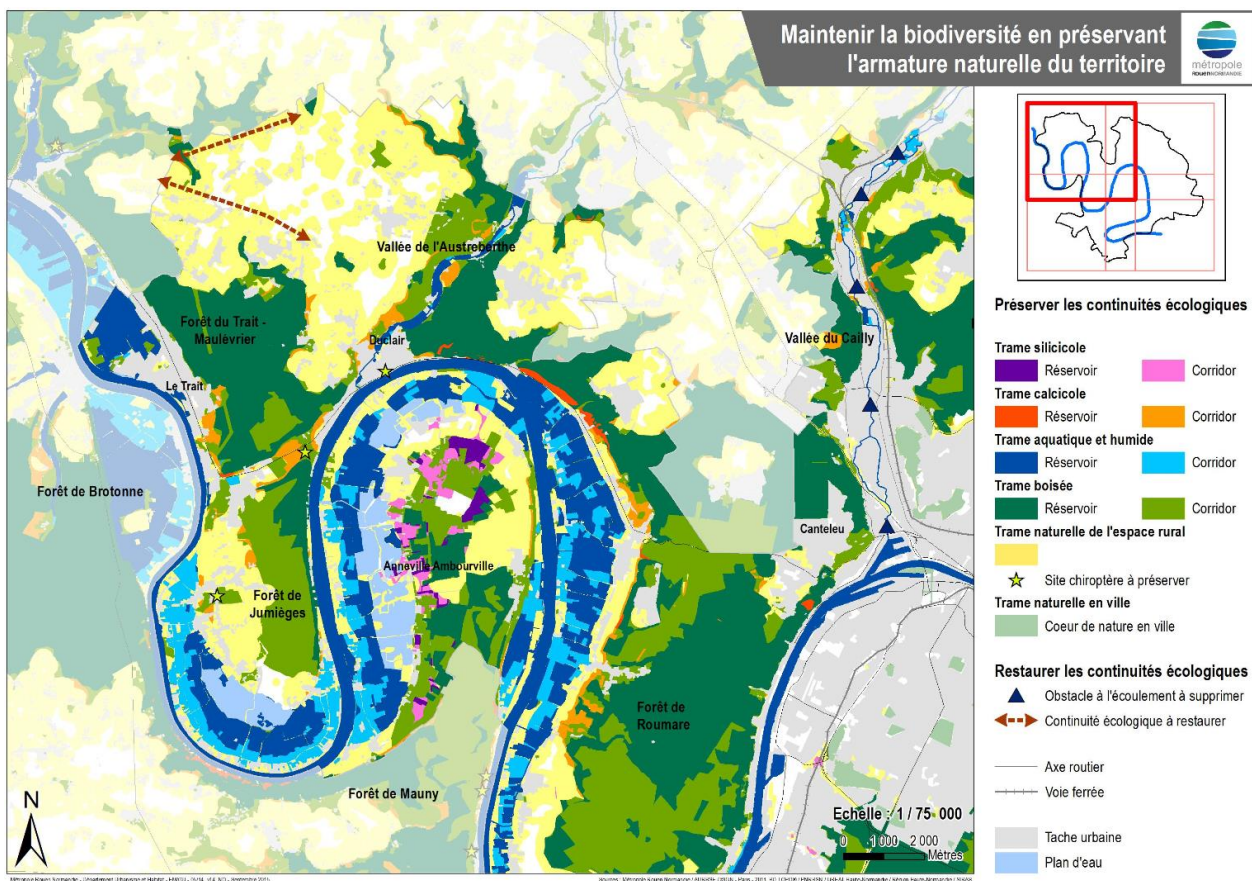 Maintenir la biodiversité en préservant
l'armature naturelle du territoire
métropole
ROUENNORMANDIE
Vallée de l'Austreberthe
Forêt du Trait -
Maulévrier
Duclair
Vallée du Cailly
Le Trait
Forêt de Brotonne
Canteleu
Anneville Ambourville
Forêt de
Jumièges
Forêt de
Roumare
Forêt de Mauny
N
Echelle : 1 / 75 000
0 1 000 2 000
Mètres
Préserver les continuités écologiques
Trame silicicole
Réservoir Corridor
Trame calcicole
Réservoir Corridor
Trame aquatique et humide
Réservoir Corridor
Trame boisée
Réservoir Corridor
Trame naturelle de l'espace rural
Site chiroptère à préserver
Trame naturelle en ville
Coeur de nature en ville
Restaurer les continuités écologiques
Obstacle à l'écoulement à supprimer
Continuité écologique à restaurer
Axe routier
Voie ferrée
Tache urbaine
Plan d'eau